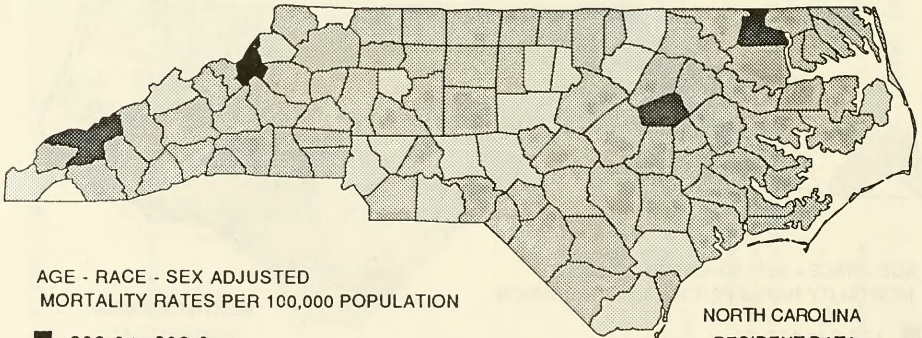 AGE - RACE - SEX ADJUSTED
MORTALITY RATES PER 100,000 POPULATION
NORTH CAROLINA